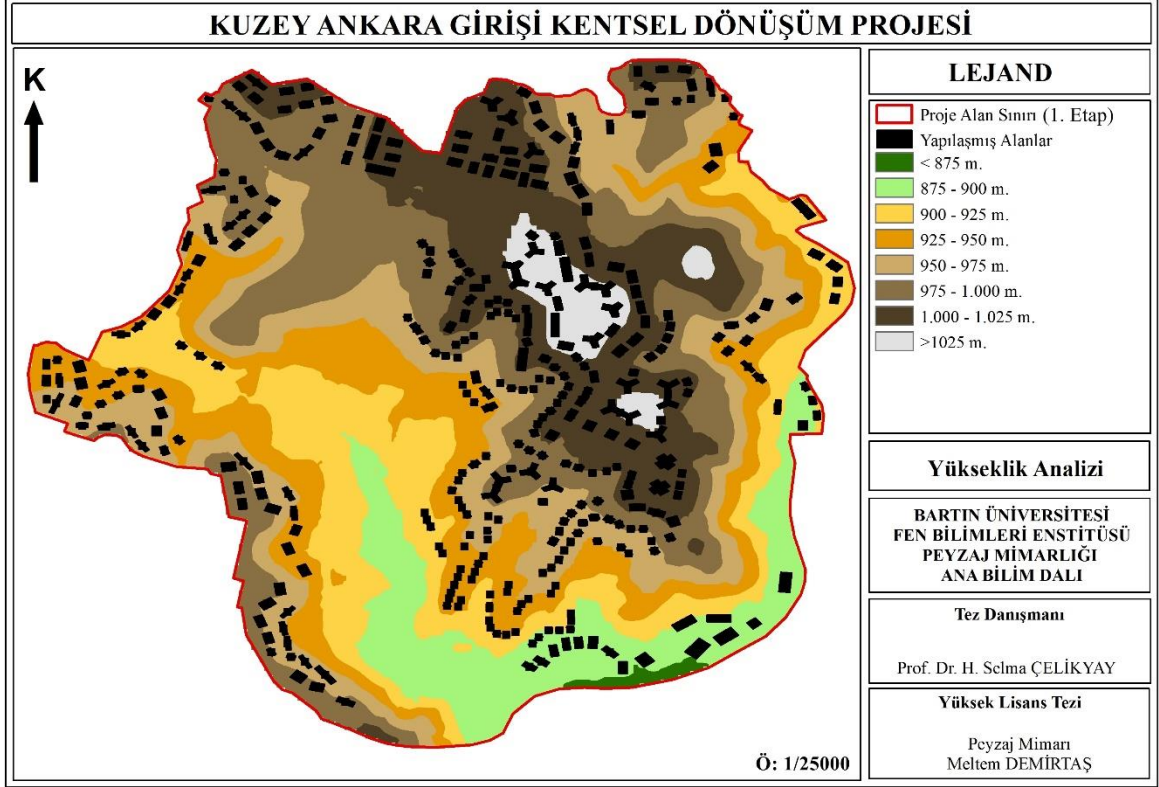 KUZEY ANKARA GİRİŞİ KENTSEL DÖNÜŞÜM PROJESİ
K
LEJAND
Proje Alan Sınırı (1. Etap)
Yapılaşmış Alanlar
< 875 m.
875 - 900 m.
900 - 925 m.
925 - 950 m.
950 - 975 m.
975 - 1.000 m.
1.000 - 1.025 m.
>1025 m.
Yükseklik Analizi
BARTIN ÜNİVERSİTESİ
FEN BİLİMLERİ ENSTİTÜSÜ
PEYZAJ MİMARLIĞI
ANA BİLİM DALI
Tez Danışmanı
Prof. Dr. H. Selma ÇELİKYAY
Yüksek Lisans Tezi
Peyzaj Mimarı
Meltem DEMİRTAŞ
Ö: 1/25000